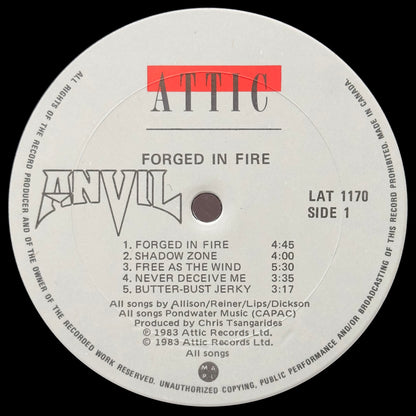 ATTIC
FORGED IN FIRE
ANVIL
LAT 1170
SIDE 1
1. FORGED IN FIRE 4:45
2. SHADOW ZONE 4:00
3. FREE AS THE WIND 5:30
4. NEVER DECEIVE ME 3:35
5. BUTTER-BUST JERKY 3:17
All songs by Allison/Reiner/Lips/Dickson
All songs Pondwater Music (CAPAC)
Produced by Chris Tsangarides
℗ 1983 Attic Records Ltd.
© 1983 Attic Records Ltd.
All songs
MAPL
ALL RIGHTS OF THE RECORD PRODUCER AND OF THE OWNER OF THE RECORDED WORK RESERVED. UNAUTHORIZED COPYING, PUBLIC PERFORMANCE AND/OR BROADCASTING OF THIS RECORD PROHIBITED. MADE IN CANADA.